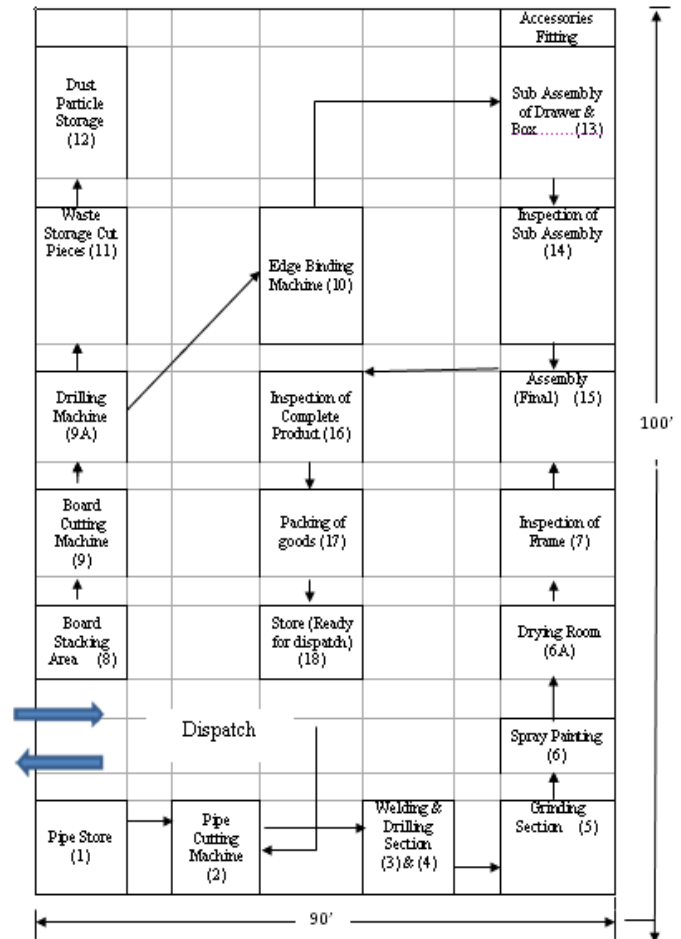 Accessories
Fitting
Dust
Particle
Storage
(12)
Sub Assembly
of Drawer &
Box.......(13)
Waste
Storage Cut
Pieces (11)
Edge Binding
Machine (10)
Inspection of
Sub Assembly
(14)
Drilling
Machine
(9A)
Inspection of
Complete
Product (16)
Assembly
(Final) (15)
100'
Board
Cutting
Machine
(9)
Packing of
goods (17)
Inspection of
Frame (7)
Board
Stacking
Area (8)
Store (Ready
for dispatch)
(18)
Drying Room
(6A)
Dispatch
Spray Painting
(6)
Pipe Store
(1)
Pipe
Cutting
Machine
(2)
Welding &
Drilling
Section
(3) & (4)
Grinding
Section (5)
90'